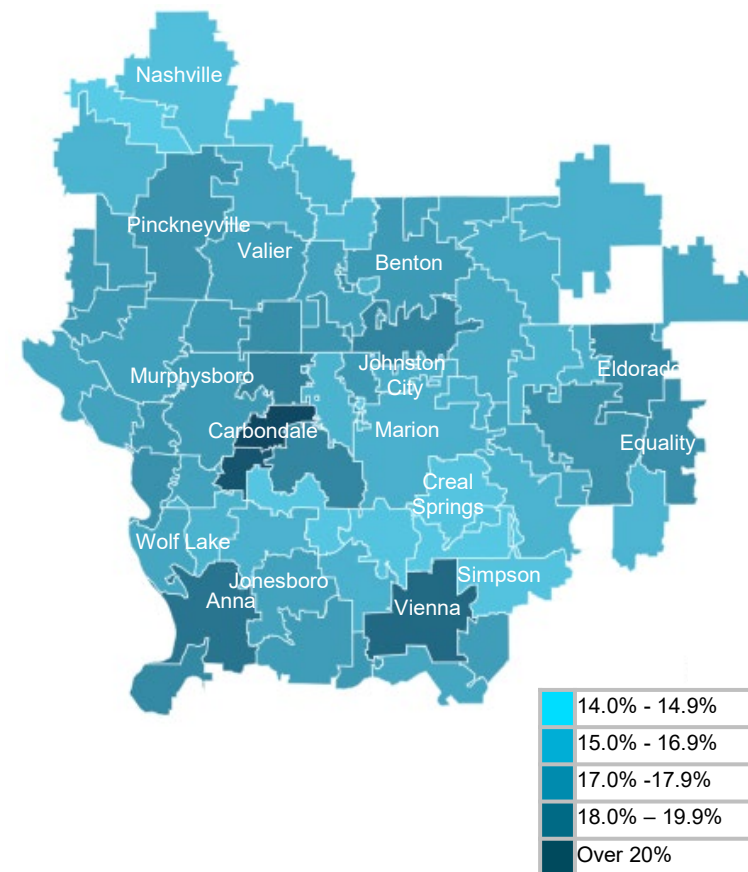 Nashville
Pinckneyville
Valier
Benton
Murphysboro
Johnston
City
Eldorado
Carbondale
Marion
Equality
Creal
Springs
Wolf Lake
Jonesboro
Simpson
Anna
Vienna
14.0% - 14.9%
15.0% - 16.9%
17.0% -17.9%
18.0% – 19.9%
Over 20%